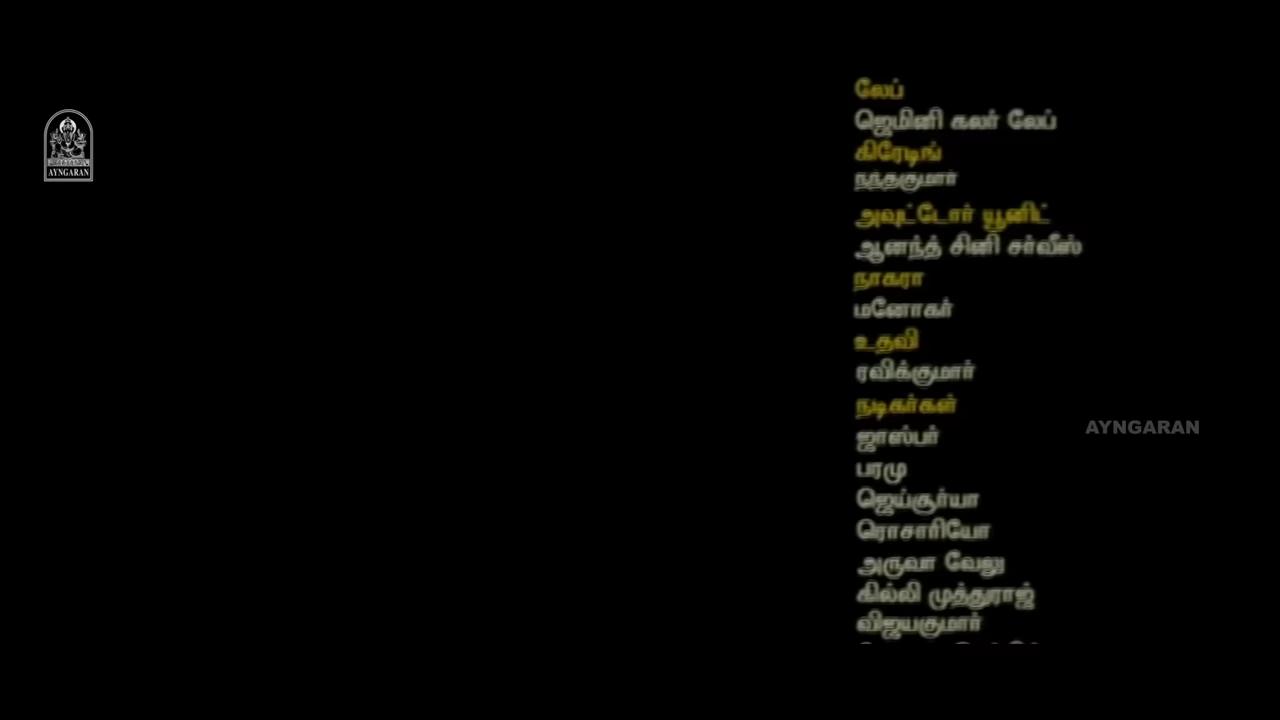 AYNGARAN
லேப்
ஜெமினி கலர் லேப்
கிரேடிங்
நந்தகுமார்
அவுட்டோர் யூனிட்
ஆனந்த் சினி சர்வீஸ்
நாகரா
மனோகர்
உதவி
ரவிக்குமார்
நடிகர்கள்
AYNGARAN
ஜாஸ்பர்
பரமு
ஜெய்சூர்யா
ரொசாரியோ
அருவா வேலு
கில்லி முத்துராஜ்
விஜயகுமார்